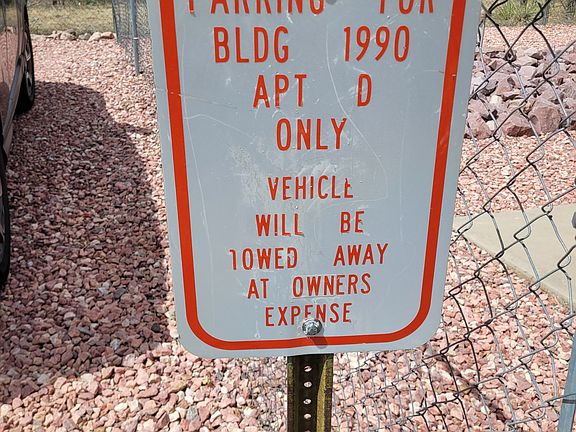 PARKING FOR
BLDG 1990
APT D
ONLY
VEHICLE
WILL BE
TOWED AWAY
AT OWNERS
EXPENSE